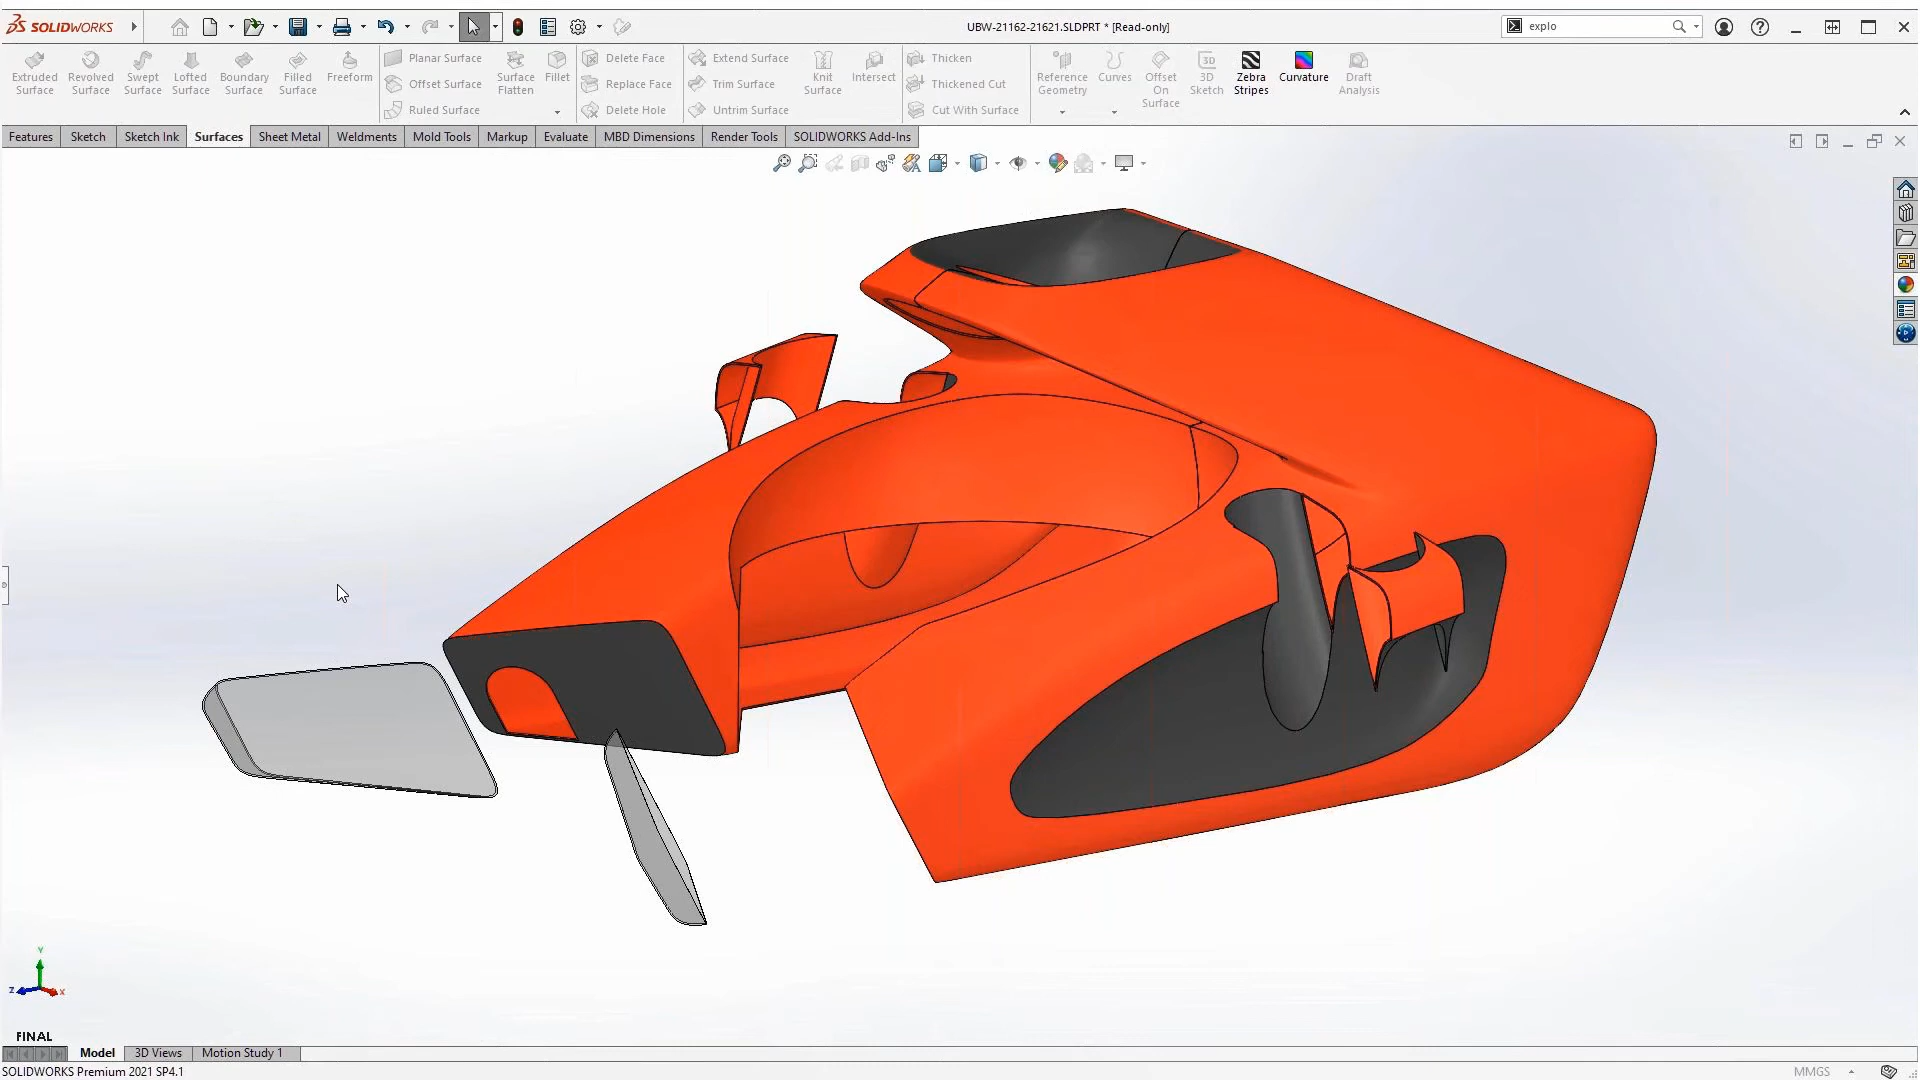 SOLIDWORKS
UBW-21162-21621.SLDPRT * [Read-only]
explo
Extruded Surface
Revolved Surface
Swept Surface
Lofted Surface
Boundary Surface
Filled Surface
Freeform
Planar Surface
Offset Surface
Ruled Surface
Surface Flatten
Fillet
Delete Face
Replace Face
Delete Hole
Extend Surface
Trim Surface
Untrim Surface
Knit Surface
Intersect
Thicken
Thickened Cut
Cut With Surface
Reference Geometry
Curves
Offset On Surface
3D Sketch
Zebra Stripes
Curvature
Draft Analysis
Features
Sketch
Sketch Ink
Surfaces
Sheet Metal
Weldments
Mold Tools
Markup
Evaluate
MBD Dimensions
Render Tools
SOLIDWORKS Add-Ins
Y
Z
X
FINAL
Model
3D Views
Motion Study 1
SOLIDWORKS Premium 2021 SP4.1
MMGS